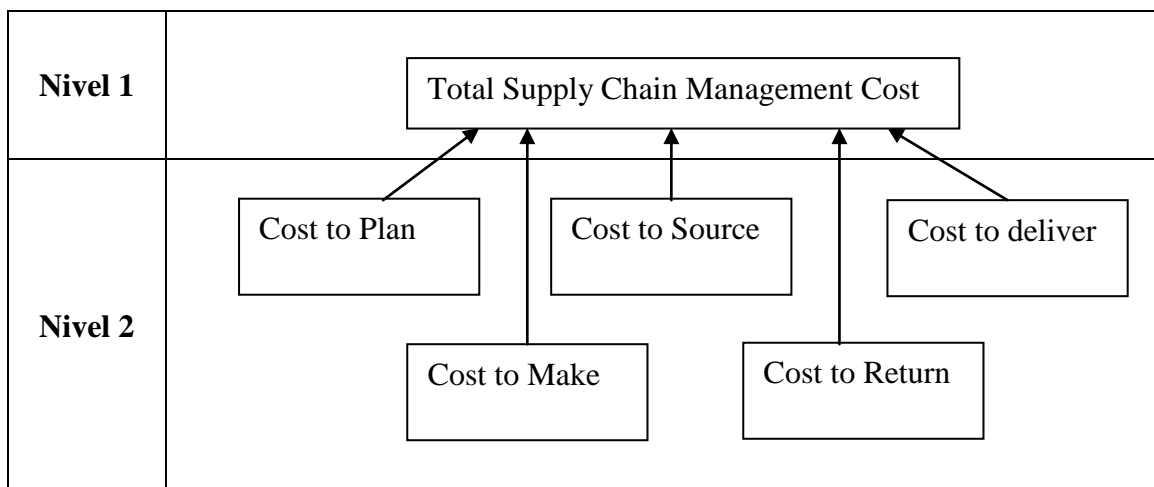 Nivel 1
Total Supply Chain Management Cost
Nivel 2
Cost to Plan
Cost to Source
Cost to deliver
Cost to Make
Cost to Return